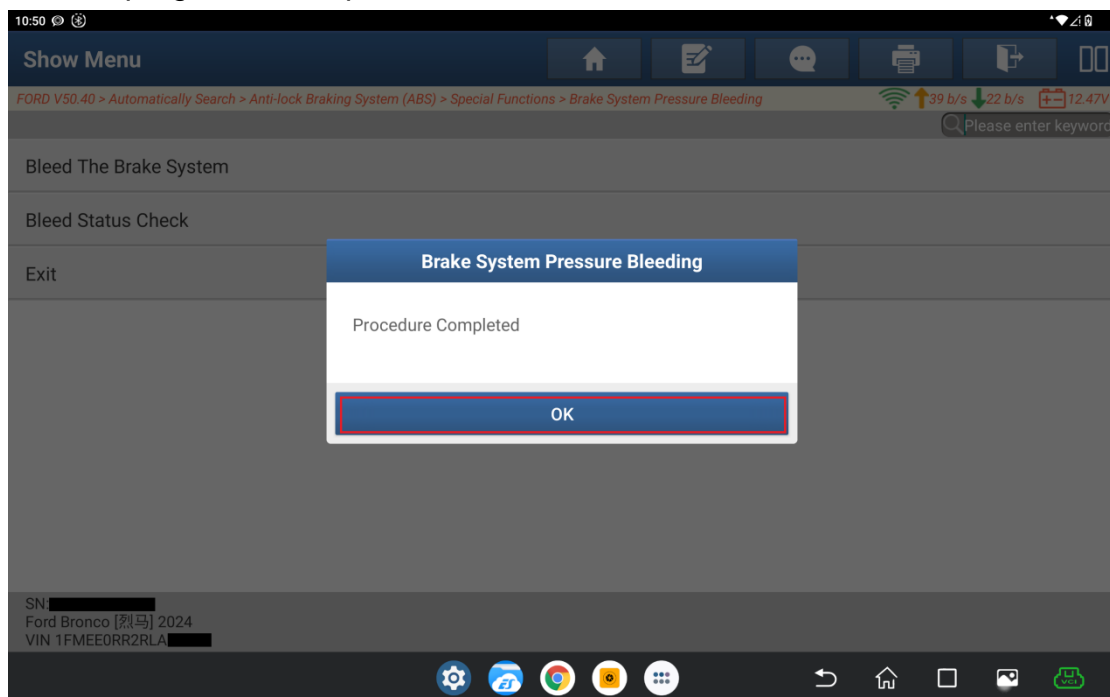 10:50
Show Menu
FORD V50.40 > Automatically Search > Anti-lock Braking System (ABS) > Special Functions > Brake System Pressure Bleeding
39 b/s 22 b/s 12.47V
Please enter keyword
Bleed The Brake System
Bleed Status Check
Exit
Brake System Pressure Bleeding
Procedure Completed
OK
SN:
Ford Bronco [烈马] 2024
VIN 1FMEE0RR2RLA
ES
VCI